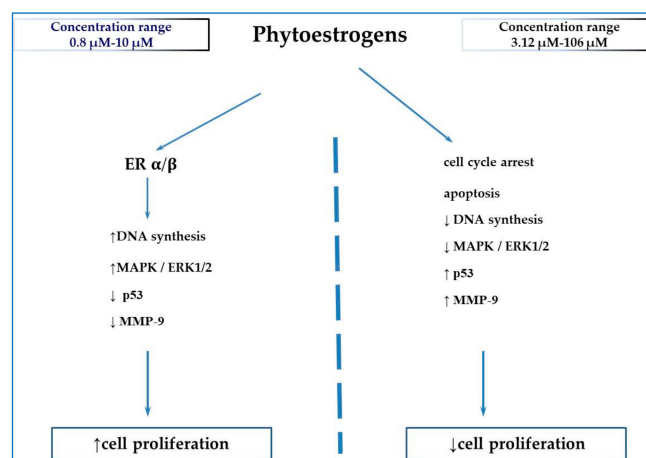 Concentration range
0.8 µM-10 µM
Phytoestrogens
Concentration range
3.12 µM-106 µM
ER α/β
↑DNA synthesis
↑MAPK / ERK1/2
↓ p53
↓ MMP-9
↑cell proliferation
cell cycle arrest
apoptosis
↓ DNA synthesis
↓ MAPK / ERK1/2
↑ p53
↑ MMP-9
↓cell proliferation